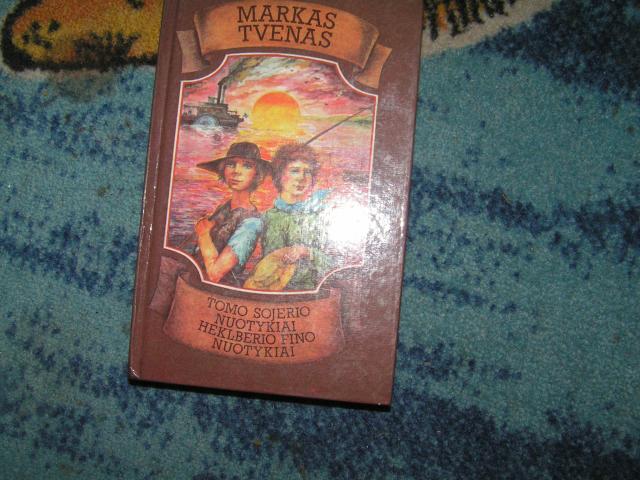 MARKAS
TVENAS
TOMO SOJERIO
NUOTYKIAI
HEKLBERIO FINO
NUOTYKIAI